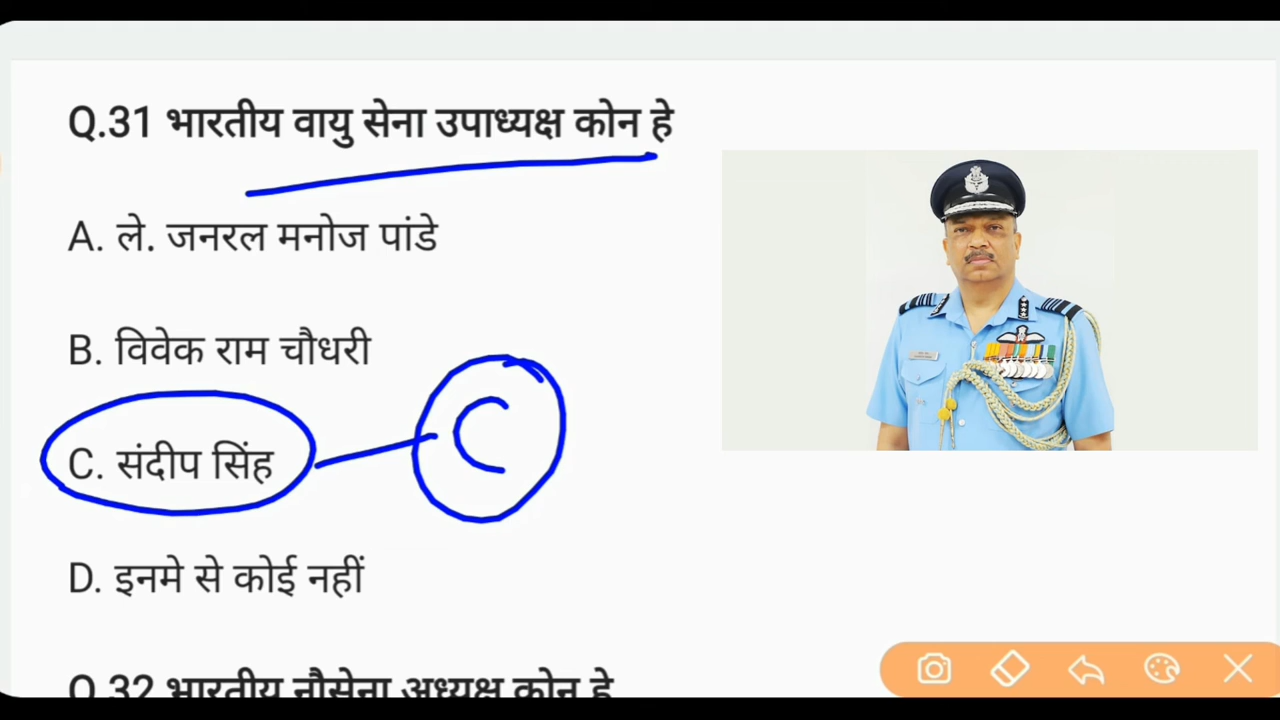 Q.31 भारतीय वायु सेना उपाध्यक्ष कोन हे
A. ले. जनरल मनोज पांडे
B. विवेक राम चौधरी
C. संदीप सिंह
C
D. इनमे से कोई नहीं
Q.32 भारतीय नौसेना अध्यक्ष कोन हे